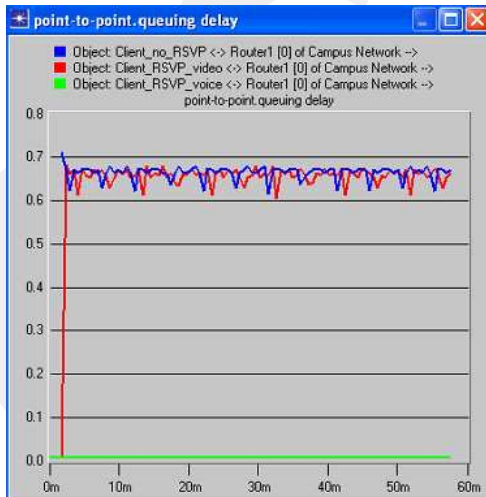 point-to-point.queuing delay
Object: Client_no_RSVP <-> Router1 [0] of Campus Network -->
Object: Client_RSVP_video <-> Router1 [0] of Campus Network -->
Object: Client_RSVP_voice <-> Router1 [0] of Campus Network -->
point-to-point.queuing delay
0.8
0.7
0.6
0.5
0.4
0.3
0.2
0.1
0.0
0m 10m 20m 30m 40m 50m 60m